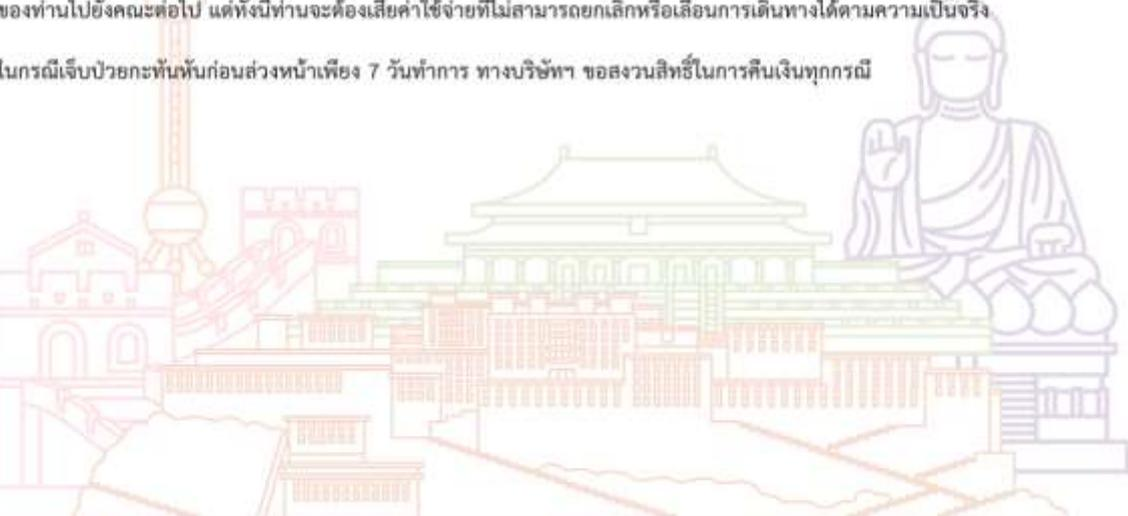 ของท่านไปยังคณะต่อไป แต่ทั้งนี้ท่านจะต้องเสียค่าใช้จ่ายที่ไม่สามารถยกเลิกหรือเลื่อนการเดินทางได้ตามความเป็นจริง
ในกรณีเจ็บป่วยกะทันหันก่อนล่วงหน้าเพียง 7 วันทำการ ทางบริษัทฯ ขอสงวนสิทธิ์ในการคืนเงินทุกกรณี